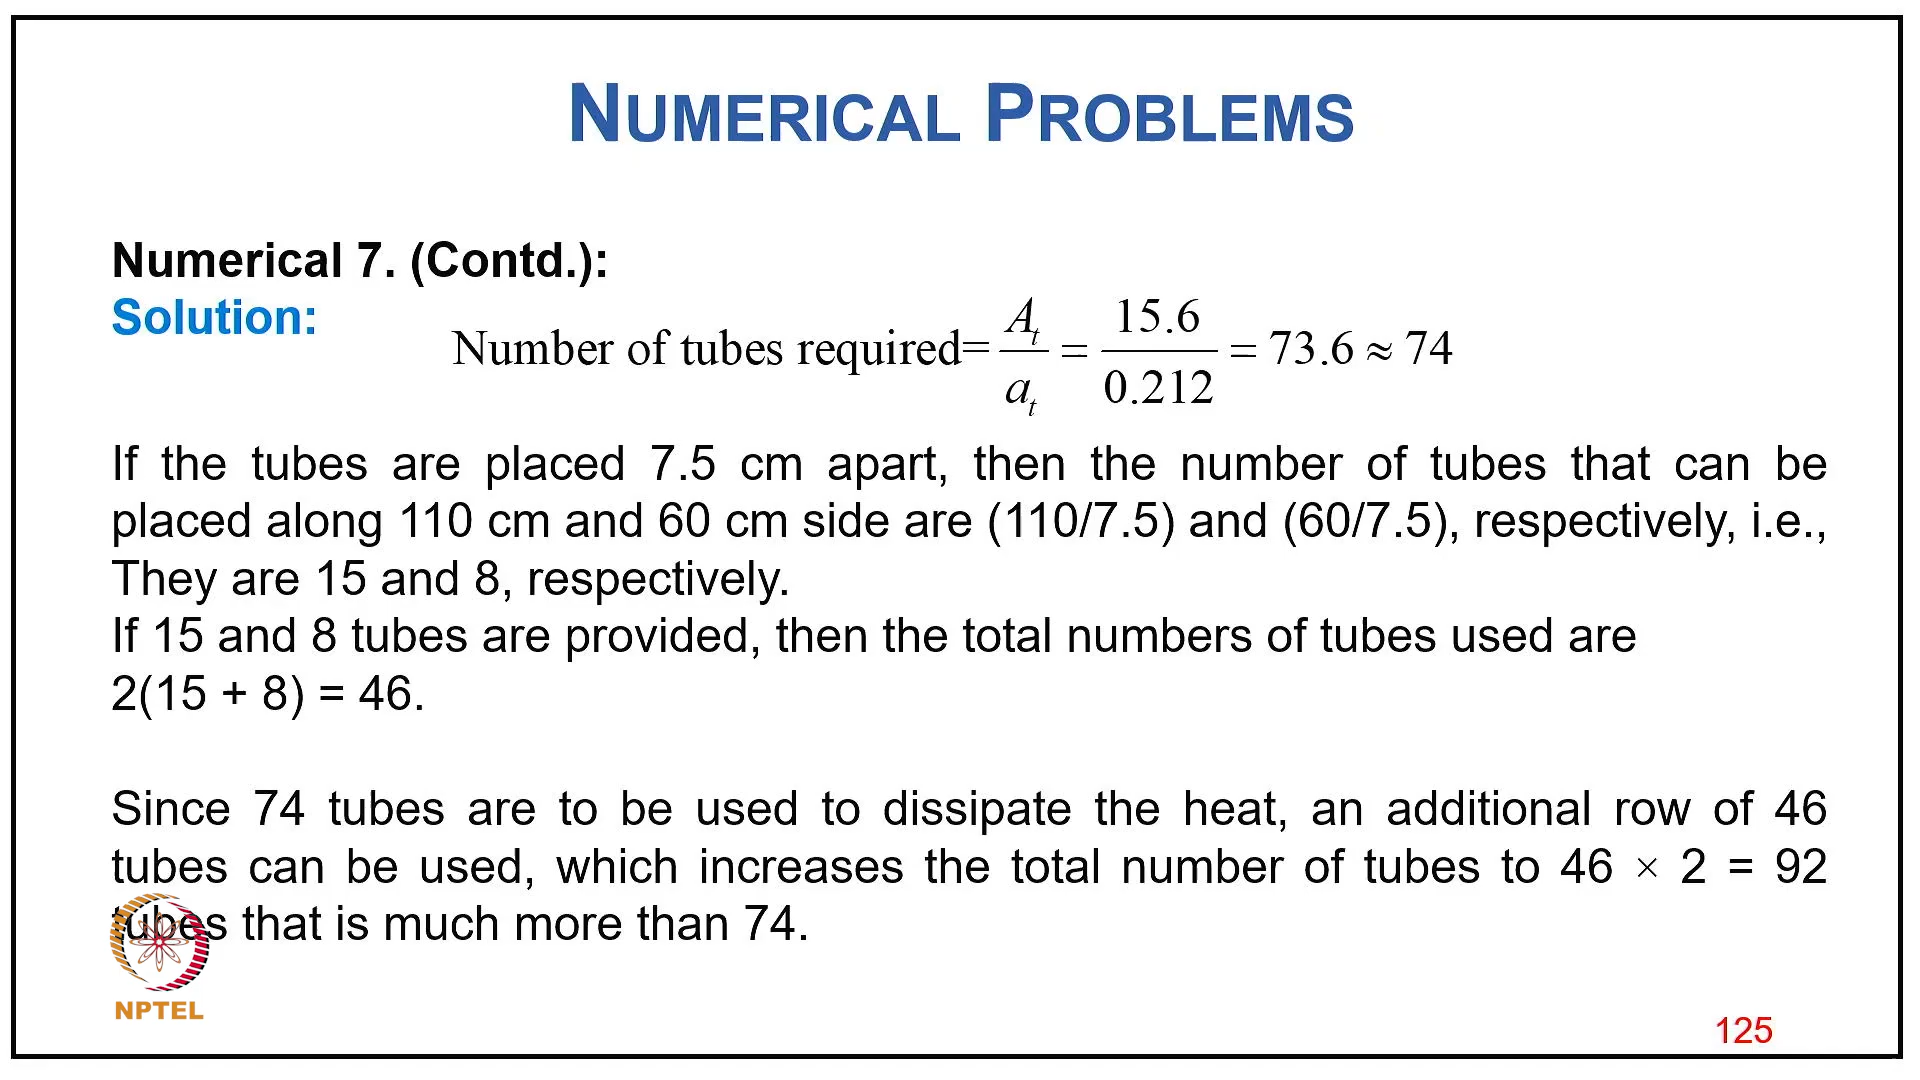 NUMERICAL PROBLEMS
Numerical 7. (Contd.):
Solution:
Number of tubes required= A_t / a_t = 15.6 / 0.212 = 73.6 ≈ 74
If the tubes are placed 7.5 cm apart, then the number of tubes that can be
placed along 110 cm and 60 cm side are (110/7.5) and (60/7.5), respectively, i.e.,
They are 15 and 8, respectively.
If 15 and 8 tubes are provided, then the total numbers of tubes used are
2(15 + 8) = 46.
Since 74 tubes are to be used to dissipate the heat, an additional row of 46
tubes can be used, which increases the total number of tubes to 46 × 2 = 92
tubes that is much more than 74.
NPTEL
125